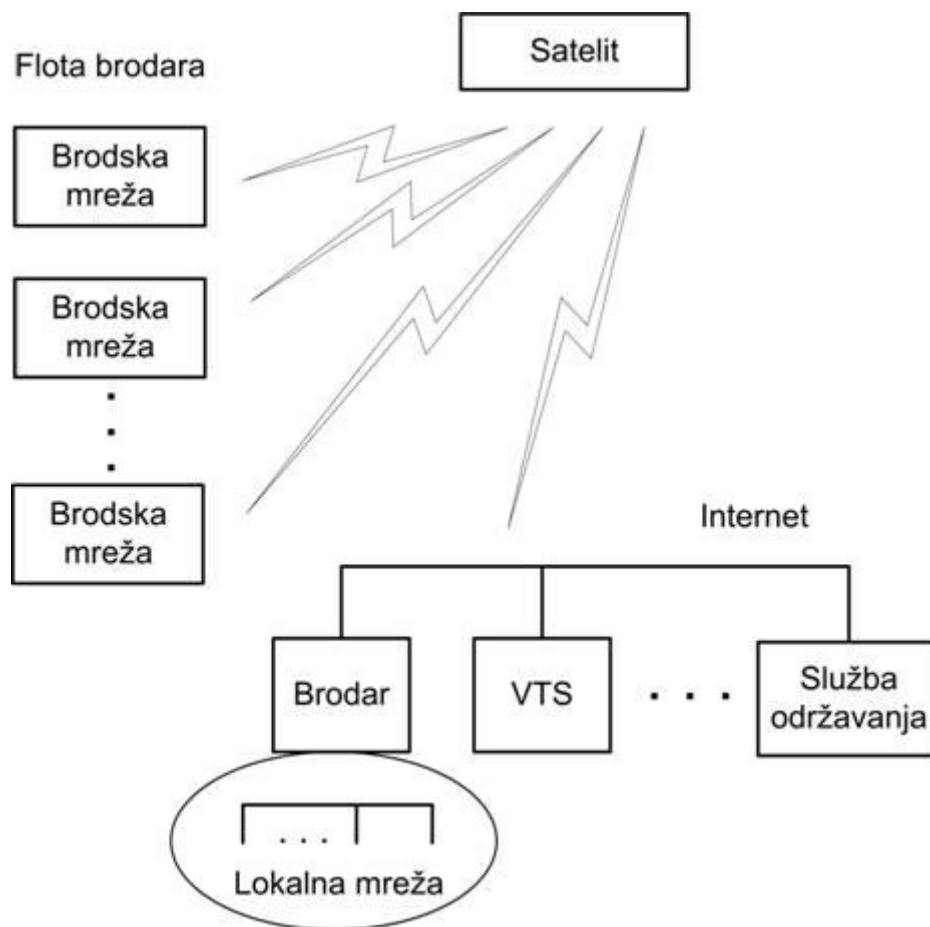 Flota brodara
Satelit
Brodska
mreža
Brodska
mreža
Brodska
mreža
Internet
Brodar
VTS
Služba
održavanja
Lokalna mreža